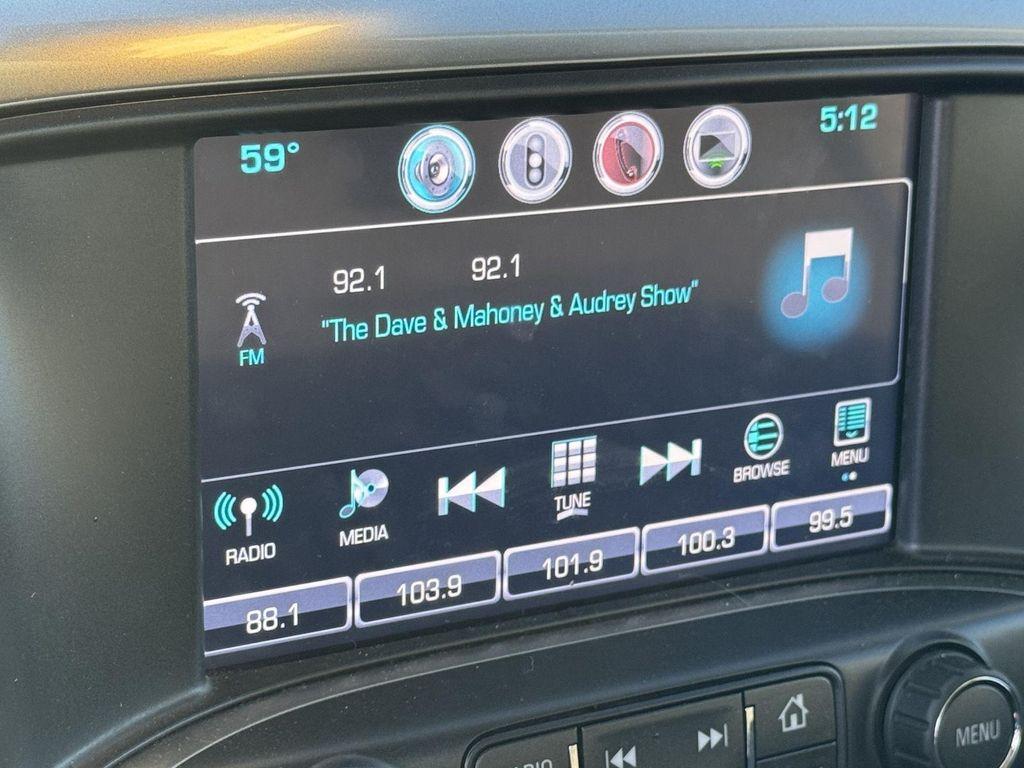 59°
5:12
92.1 92.1
"The Dave & Mahoney & Audrey Show"
FM
RADIO
MEDIA
TUNE
BROWSE
MENU
88.1
103.9
101.9
100.3
99.5
MENU